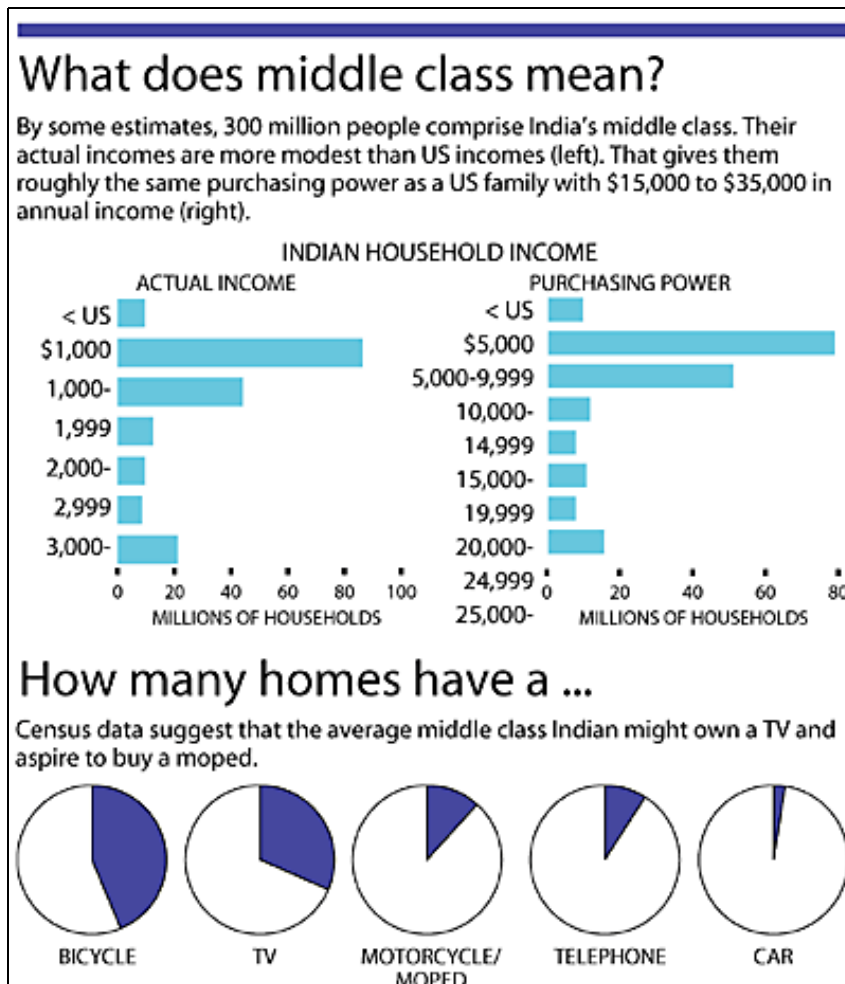 What does middle class mean?
By some estimates, 300 million people comprise India's middle class. Their
actual incomes are more modest than US incomes (left). That gives them
roughly the same purchasing power as a US family with $15,000 to $35,000 in
annual income (right).
INDIAN HOUSEHOLD INCOME
ACTUAL INCOME
< US
$1,000
1,000-
1,999
2,000-
2,999
3,000-
0 20 40 60 80 100
MILLIONS OF HOUSEHOLDS
PURCHASING POWER
< US
$5,000
5,000-9,999
10,000-
14,999
15,000-
19,999
20,000-
24,999
25,000-
0 20 40 60 80
MILLIONS OF HOUSEHOLDS
How many homes have a ...
Census data suggest that the average middle class Indian might own a TV and
aspire to buy a moped.
BICYCLE
TV
MOTORCYCLE/
MOPED
TELEPHONE
CAR